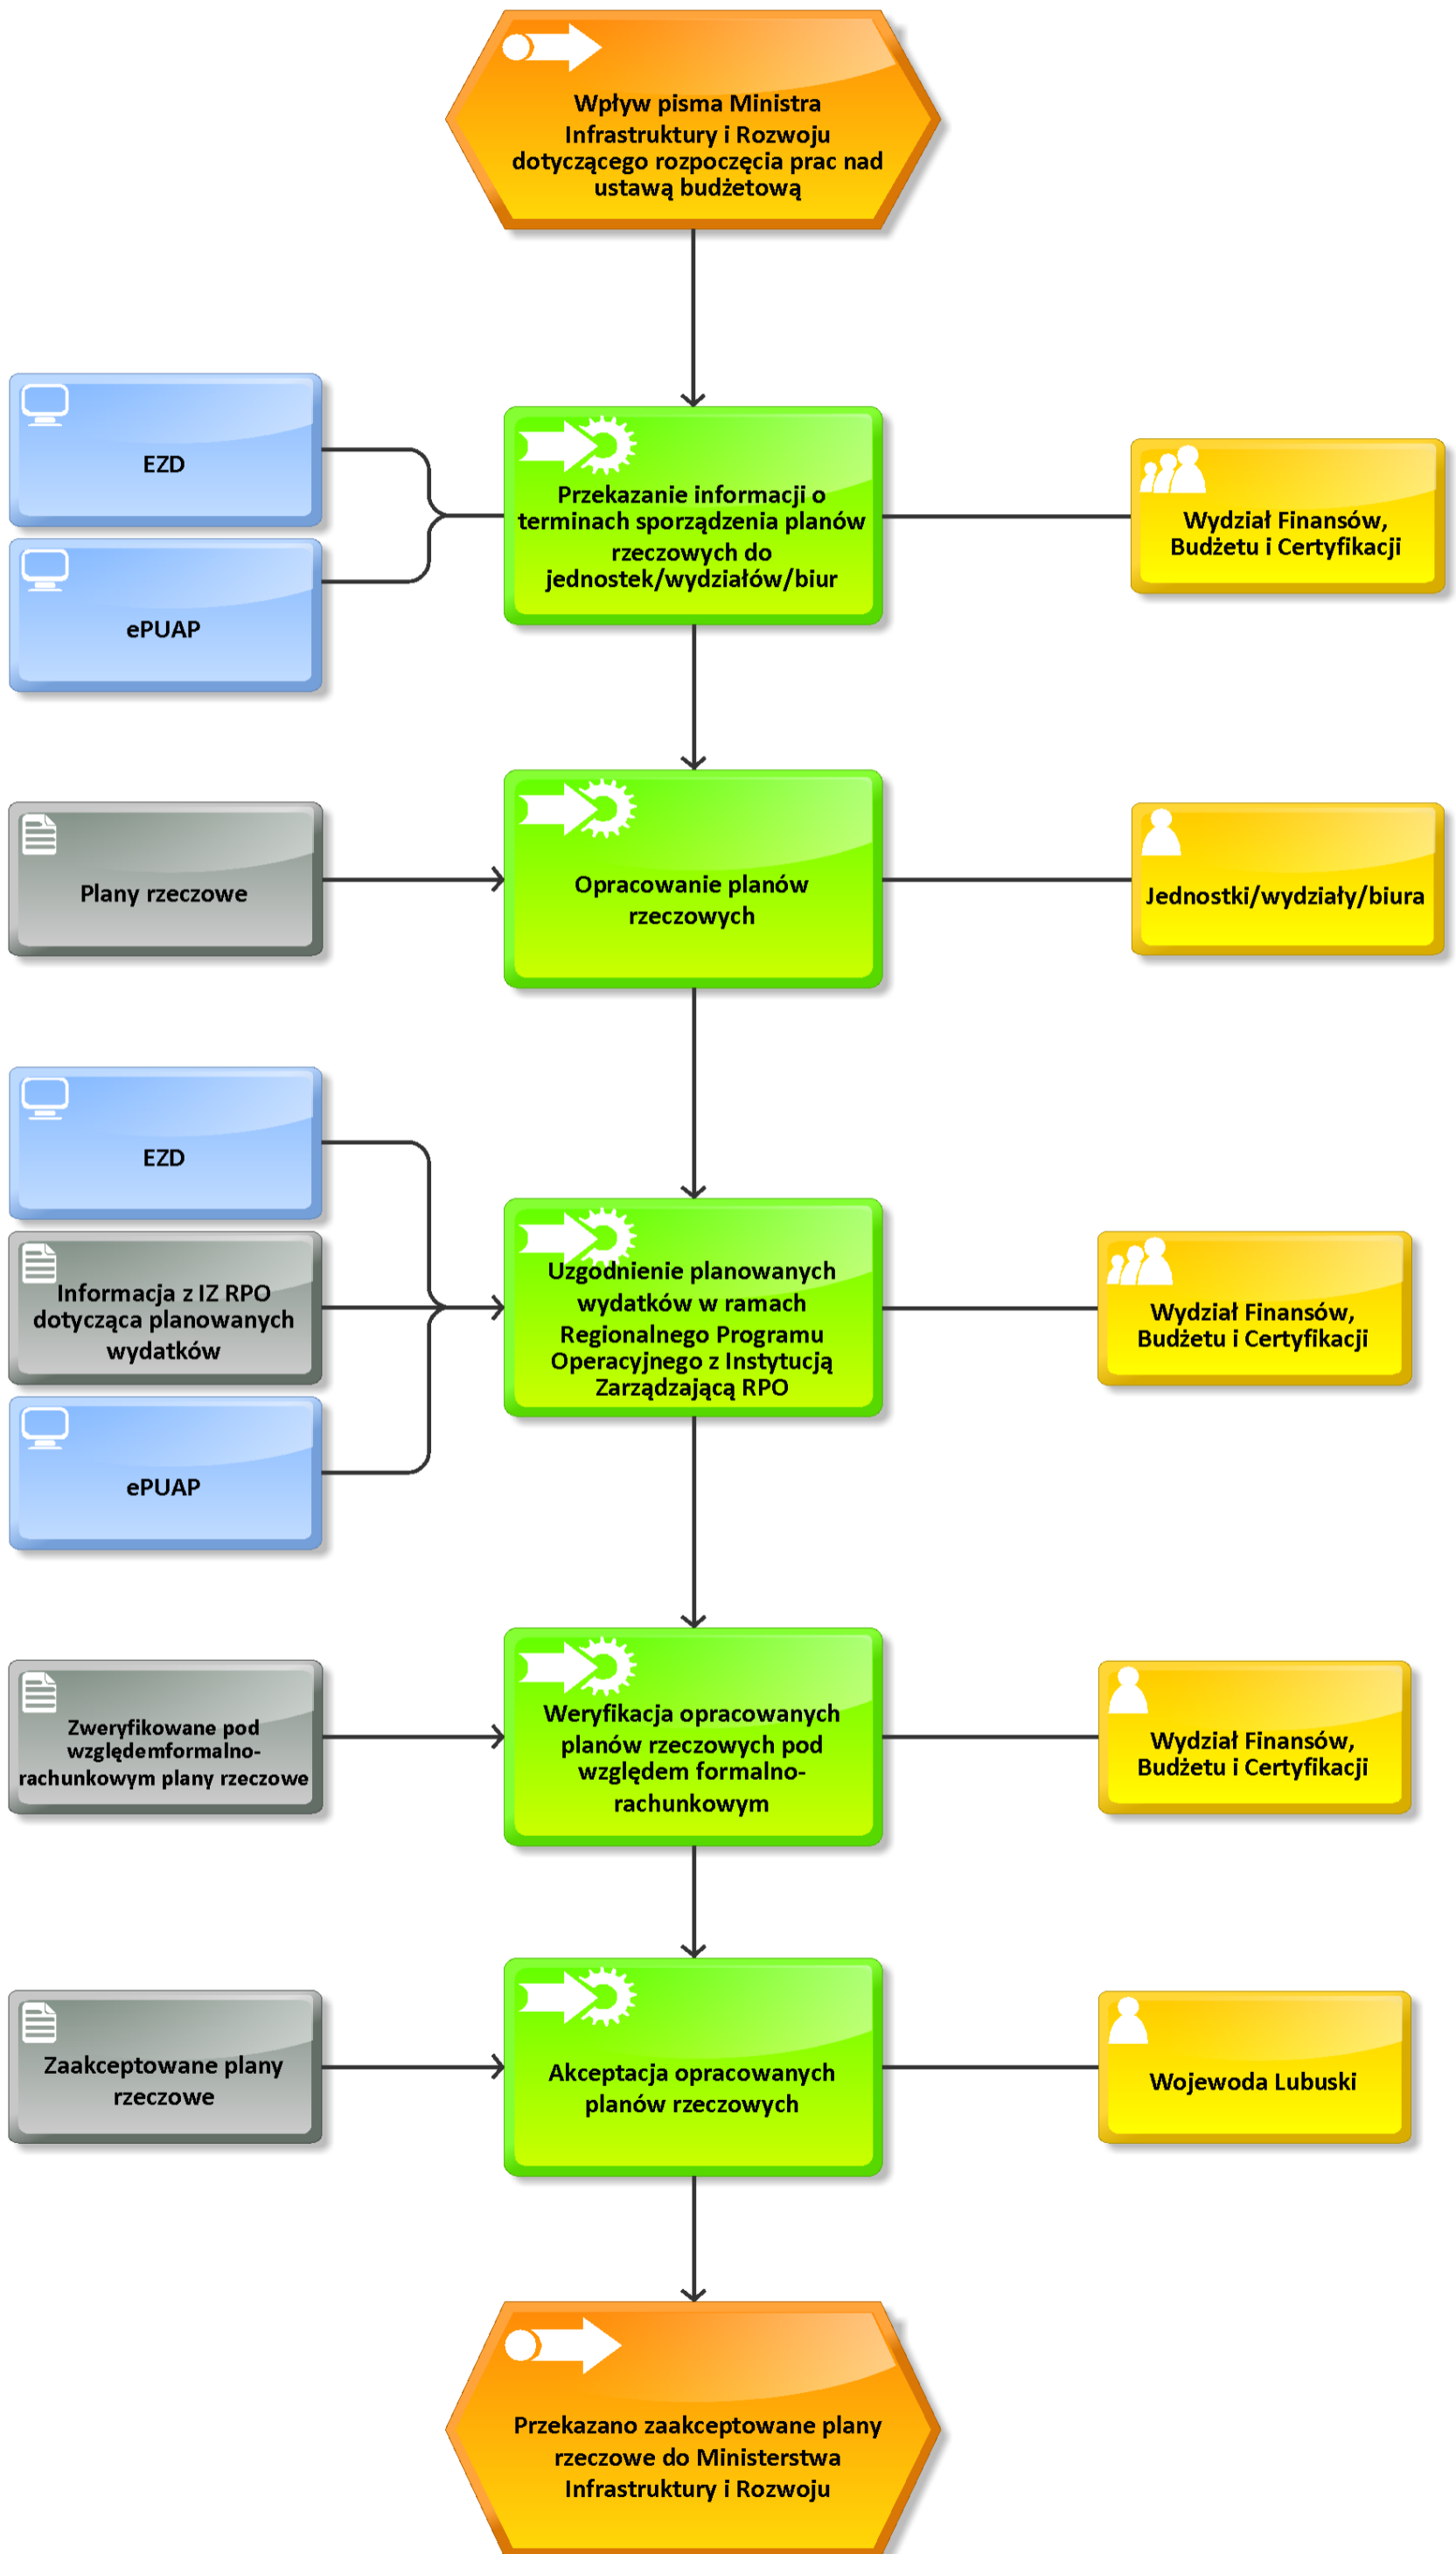 Wpływ pisma Ministra
Infrastruktury i Rozwoju
dotyczącego rozpoczęcia prac nad
ustawą budżetową
EZD
ePUAP
Przekazanie informacji o
terminach sporządzenia planów
rzeczowych do
jednostek/wydziałów/biur
Wydział Finansów,
Budżetu i Certyfikacji
Plany rzeczowe
Opracowanie planów
rzeczowych
Jednostki/wydziały/biura
EZD
Informacja z IZ RPO
dotycząca planowanych
wydatków
ePUAP
Uzgodnienie planowanych
wydatków w ramach
Regionalnego Programu
Operacyjnego z Instytucją
Zarządzającą RPO
Wydział Finansów,
Budżetu i Certyfikacji
Zweryfikowane pod
względemformalno-
rachunkowym plany rzeczowe
Weryfikacja opracowanych
planów rzeczowych pod
względem formalno-
rachunkowym
Wydział Finansów,
Budżetu i Certyfikacji
Zaakceptowane plany
rzeczowe
Akceptacja opracowanych
planów rzeczowych
Wojewoda Lubuski
Przekazano zaakceptowane plany
rzeczowe do Ministerstwa
Infrastruktury i Rozwoju